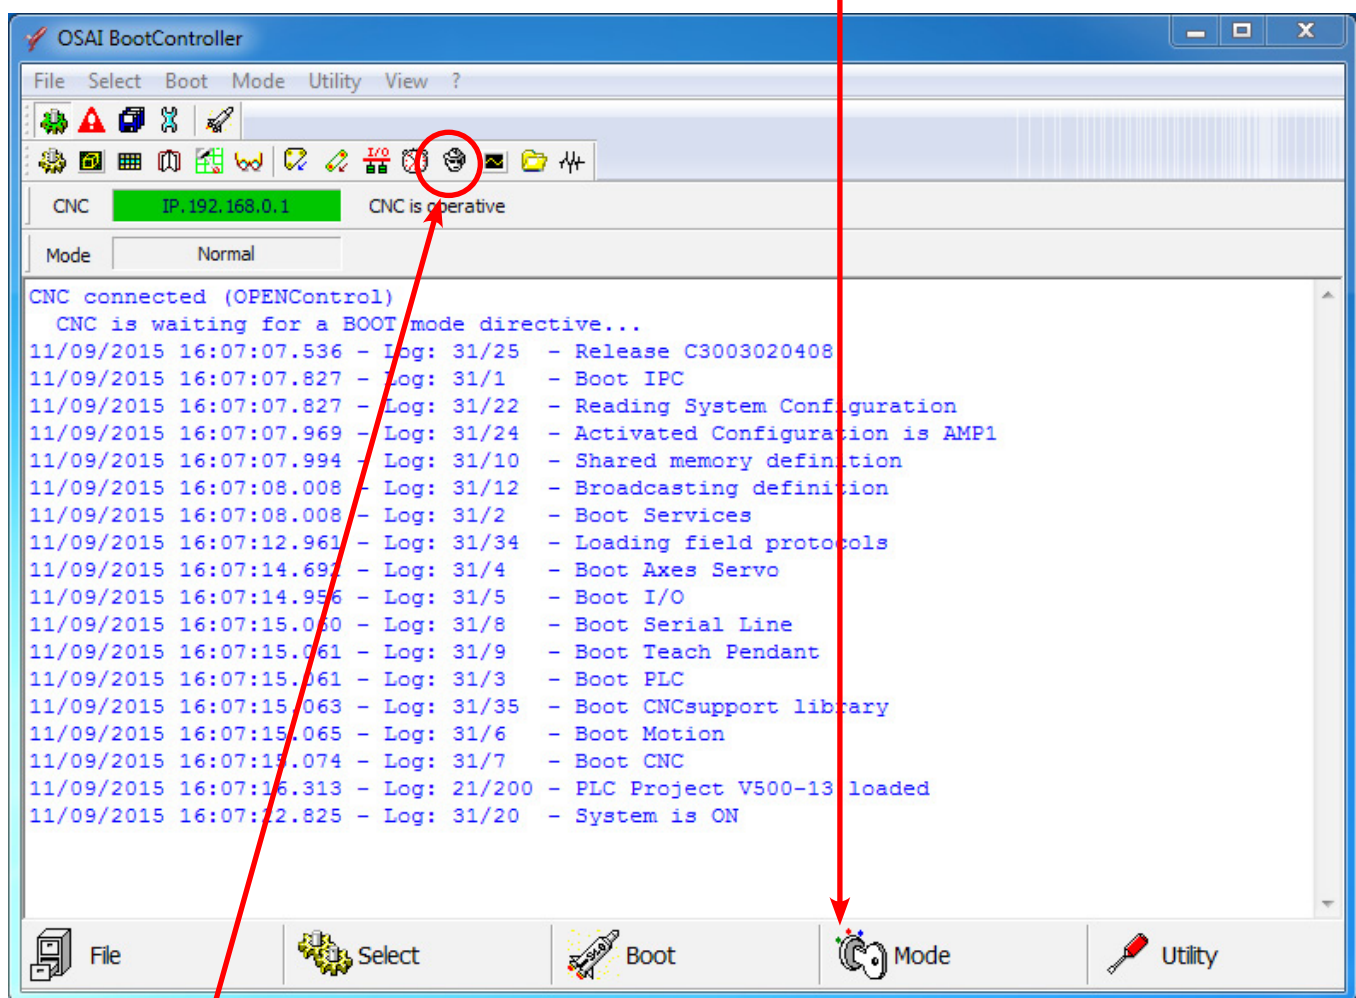 OSAI BootController
File Select Boot Mode Utility View ?
I/O
CNC IP.192.168.0.1 CNC is operative
Mode Normal
CNC connected (OPENControl)
CNC is waiting for a BOOT mode directive...
11/09/2015 16:07:07.536 - Log: 31/25 - Release C3003020408
11/09/2015 16:07:07.827 - Log: 31/1 - Boot IPC
11/09/2015 16:07:07.827 - Log: 31/22 - Reading System Configuration
11/09/2015 16:07:07.969 - Log: 31/24 - Activated Configuration is AMP1
11/09/2015 16:07:07.994 - Log: 31/10 - Shared memory definition
11/09/2015 16:07:08.008 - Log: 31/12 - Broadcasting definition
11/09/2015 16:07:08.008 - Log: 31/2 - Boot Services
11/09/2015 16:07:12.961 - Log: 31/34 - Loading field protocols
11/09/2015 16:07:14.692 - Log: 31/4 - Boot Axes Servo
11/09/2015 16:07:14.956 - Log: 31/5 - Boot I/O
11/09/2015 16:07:15.060 - Log: 31/8 - Boot Serial Line
11/09/2015 16:07:15.061 - Log: 31/9 - Boot Teach Pendant
11/09/2015 16:07:15.061 - Log: 31/3 - Boot PLC
11/09/2015 16:07:15.063 - Log: 31/35 - Boot CNCsupport library
11/09/2015 16:07:15.065 - Log: 31/6 - Boot Motion
11/09/2015 16:07:15.074 - Log: 31/7 - Boot CNC
11/09/2015 16:07:16.313 - Log: 21/200 - PLC Project V500-13 loaded
11/09/2015 16:07:22.825 - Log: 31/20 - System is ON
File Select Boot Mode Utility